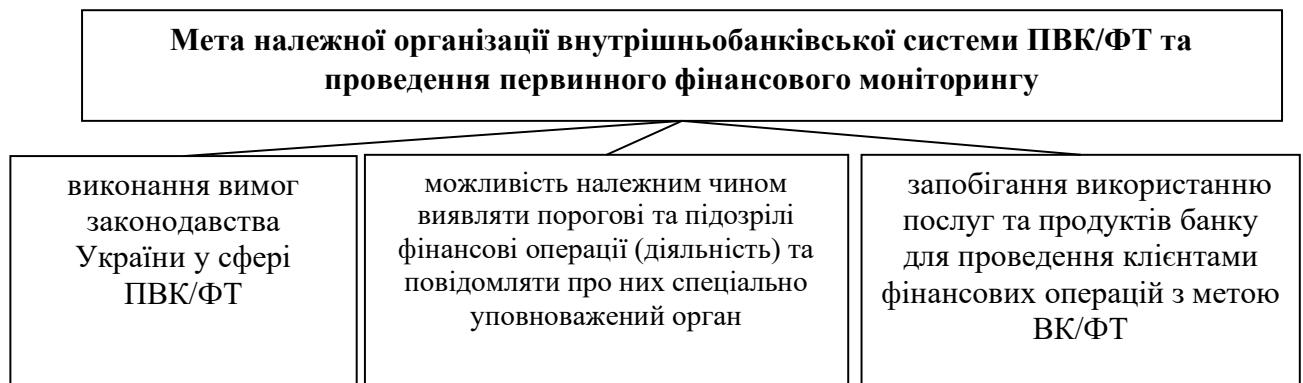 Мета належної організації внутрішньобанківської системи ПВК/ФТ та
проведення первинного фінансового моніторингу
виконання вимог
законодавства
України у сфері
ПВК/ФТ
можливість належним чином
виявляти порогові та підозрілі
фінансові операції (діяльність) та
повідомляти про них спеціально
уповноважений орган
запобігання використанню
послуг та продуктів банку
для проведення клієнтами
фінансових операцій з метою
ВК/ФТ